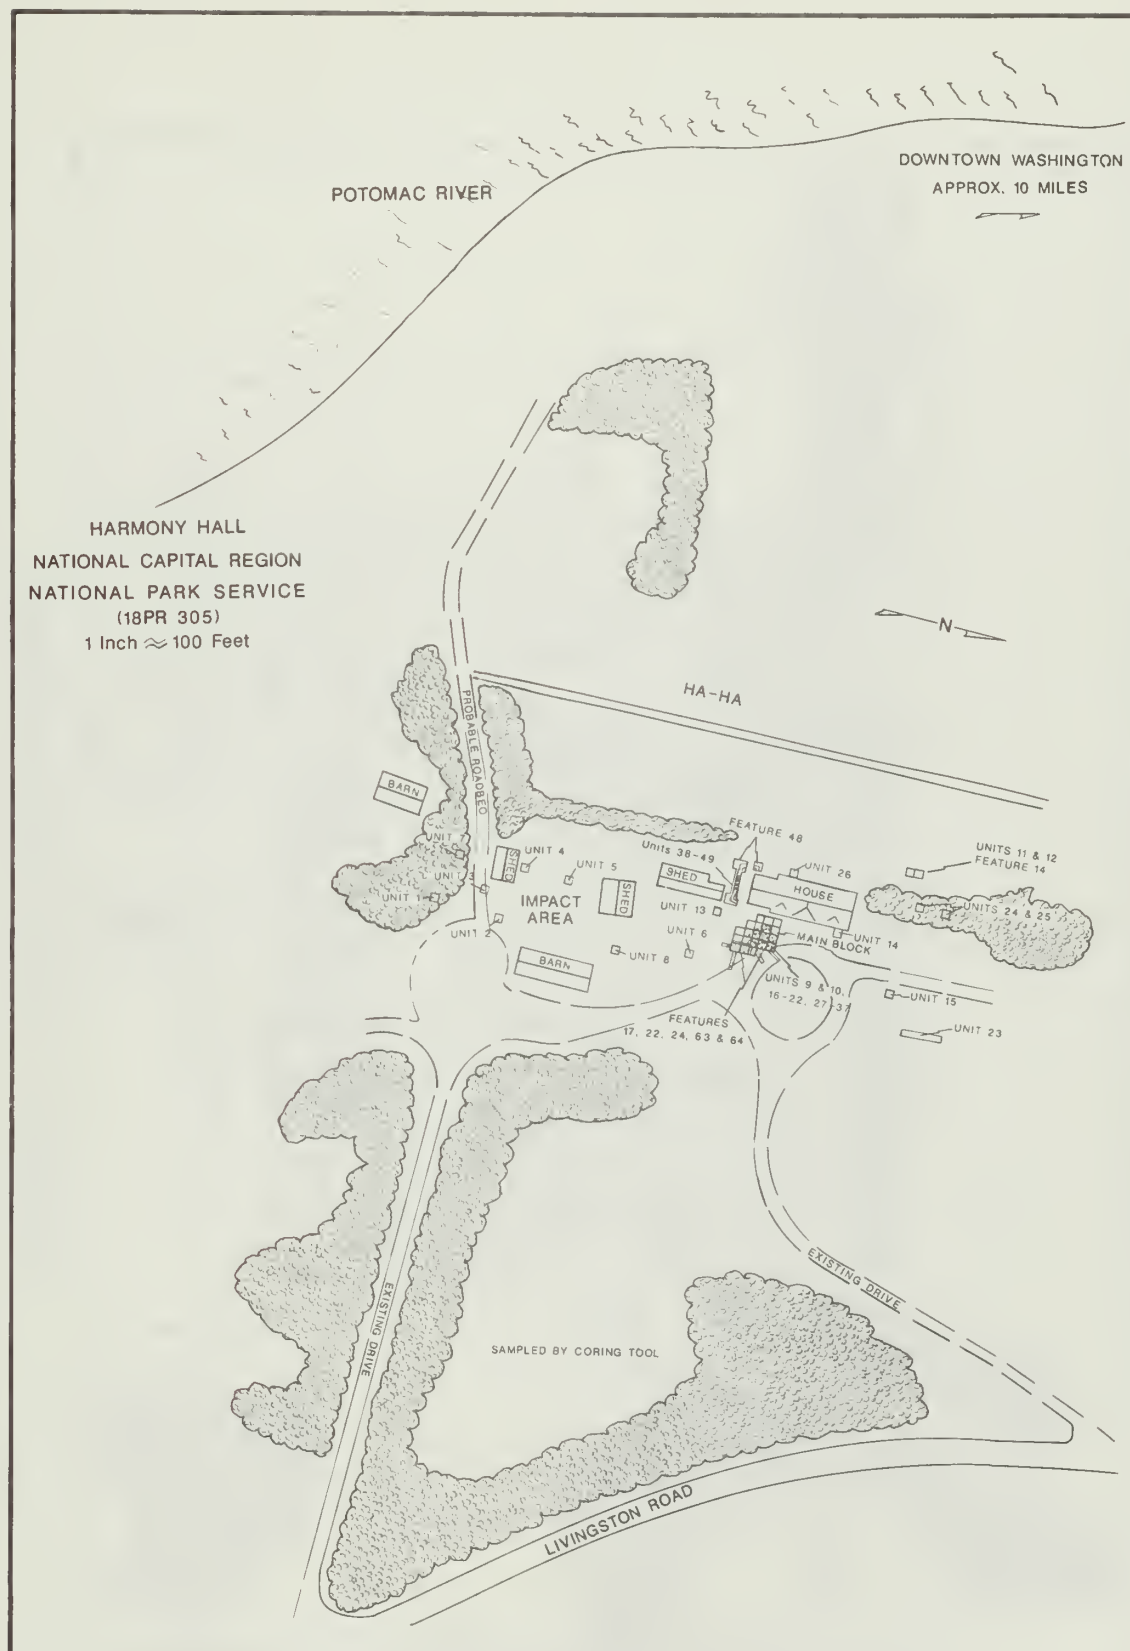 DOWNTOWN WASHINGTON
APPROX. 10 MILES
POTOMAC RIVER
HARMONY HALL
NATIONAL CAPITAL REGION
NATIONAL PARK SERVICE
(18PR 305)
1 Inch ≈ 100 Feet
N
HA-HA
PROBABLE ROADBED
BARN
FEATURE 48
UNIT 7
UNIT 4
Units 38-49
UNITS 11 & 12
FEATURE 14
SHED
UNIT 5
SHED
UNIT 26
UNIT 3
SHED
HOUSE
UNIT 1
IMPACT
AREA
UNIT 13
UNITS 24 & 25
UNIT 2
UNIT 6
MAIN BLOCK
UNIT 14
BARN
UNIT 8
UNITS 9 & 10,
16-22, 27-37
UNIT 15
FEATURES
17, 22, 24, 63 & 64
UNIT 23
EXISTING DRIVE
EXISTING DRIVE
SAMPLED BY CORING TOOL
LIVINGSTON ROAD